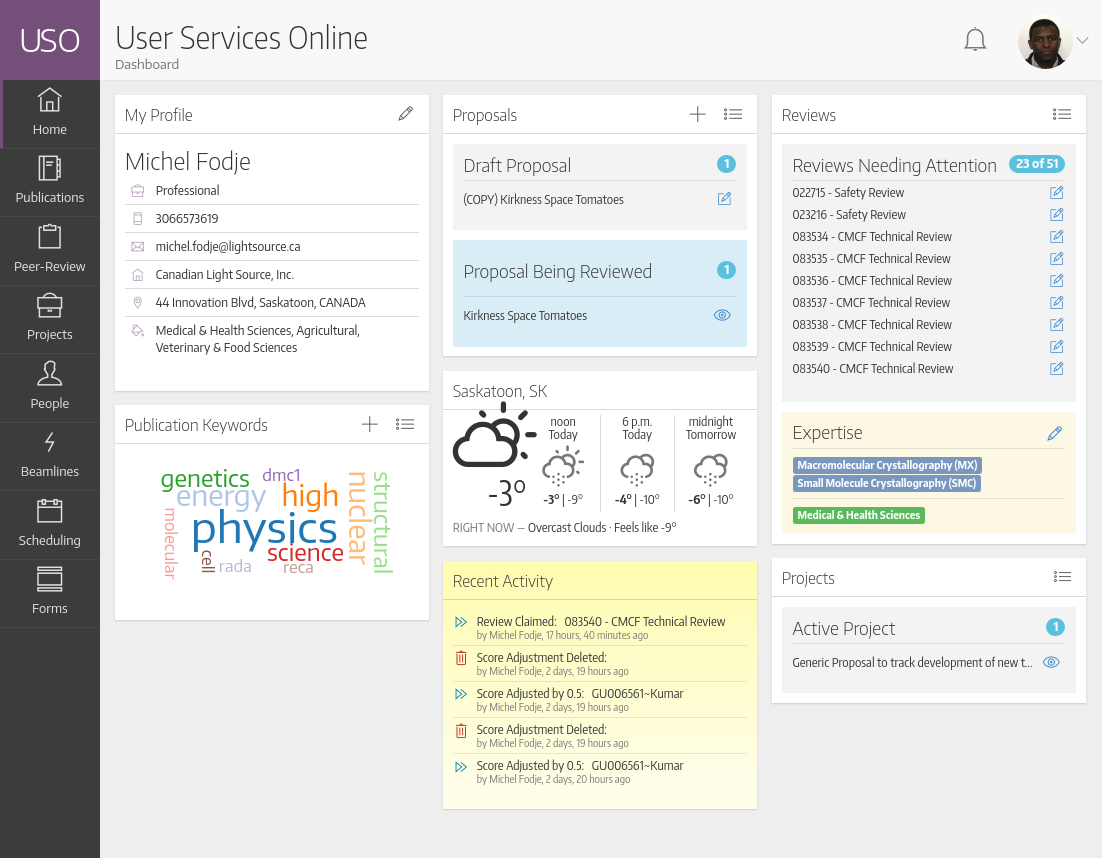 USO
User Services Online
Dashboard
Home
Publications
Peer-Review
Projects
People
Beamlines
Scheduling
Forms
My Profile
Michel Fodje
Professional
3066573619
michel.fodje@lightsource.ca
Canadian Light Source, Inc.
44 Innovation Blvd, Saskatoon, CANADA
Medical & Health Sciences, Agricultural,
Veterinary & Food Sciences
Publication Keywords
genetics
dmc1
energy
high
nuclear
structural
molecular
physics
cell
science
rada
reca
Proposals
Draft Proposal 1
(COPY) Kirkness Space Tomatoes
Proposal Being Reviewed 1
Kirkness Space Tomatoes
Saskatoon, SK
-3º
noon
Today
-3º | -9º
6 p.m.
Today
-4º | -10º
midnight
Tomorrow
-6º | -10º
RIGHT NOW — Overcast Clouds · Feels like -9º
Recent Activity
Review Claimed: 083540 - CMCF Technical Review
by Michel Fodje, 17 hours, 40 minutes ago
Score Adjustment Deleted:
by Michel Fodje, 2 days, 19 hours ago
Score Adjusted by 0.5: GU006561~Kumar
by Michel Fodje, 2 days, 19 hours ago
Score Adjustment Deleted:
by Michel Fodje, 2 days, 19 hours ago
Score Adjusted by 0.5: GU006561~Kumar
by Michel Fodje, 2 days, 20 hours ago
Reviews
Reviews Needing Attention 23 of 51
022715 - Safety Review
023216 - Safety Review
083534 - CMCF Technical Review
083535 - CMCF Technical Review
083536 - CMCF Technical Review
083537 - CMCF Technical Review
083538 - CMCF Technical Review
083539 - CMCF Technical Review
083540 - CMCF Technical Review
Expertise
Macromolecular Crystallography (MX)
Small Molecule Crystallography (SMC)
Medical & Health Sciences
Projects
Active Project 1
Generic Proposal to track development of new t...